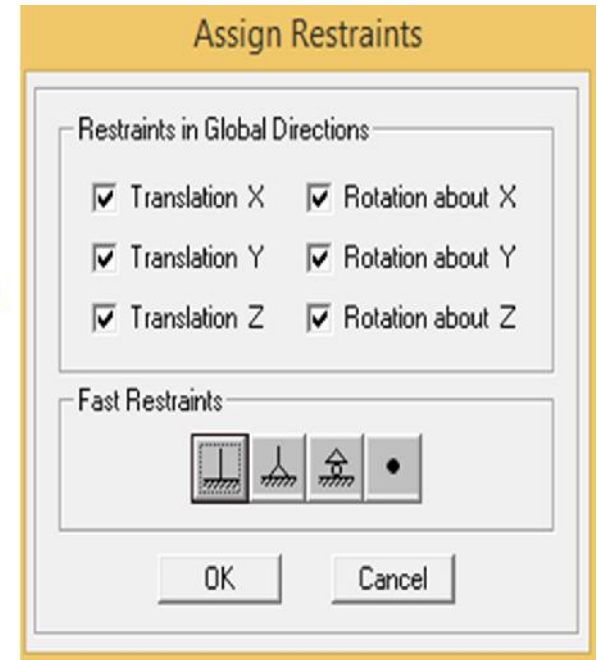 Assign Restraints
Restraints in Global Directions
Translation X Rotation about X
Translation Y Rotation about Y
Translation Z Rotation about Z
Fast Restraints
OK Cancel